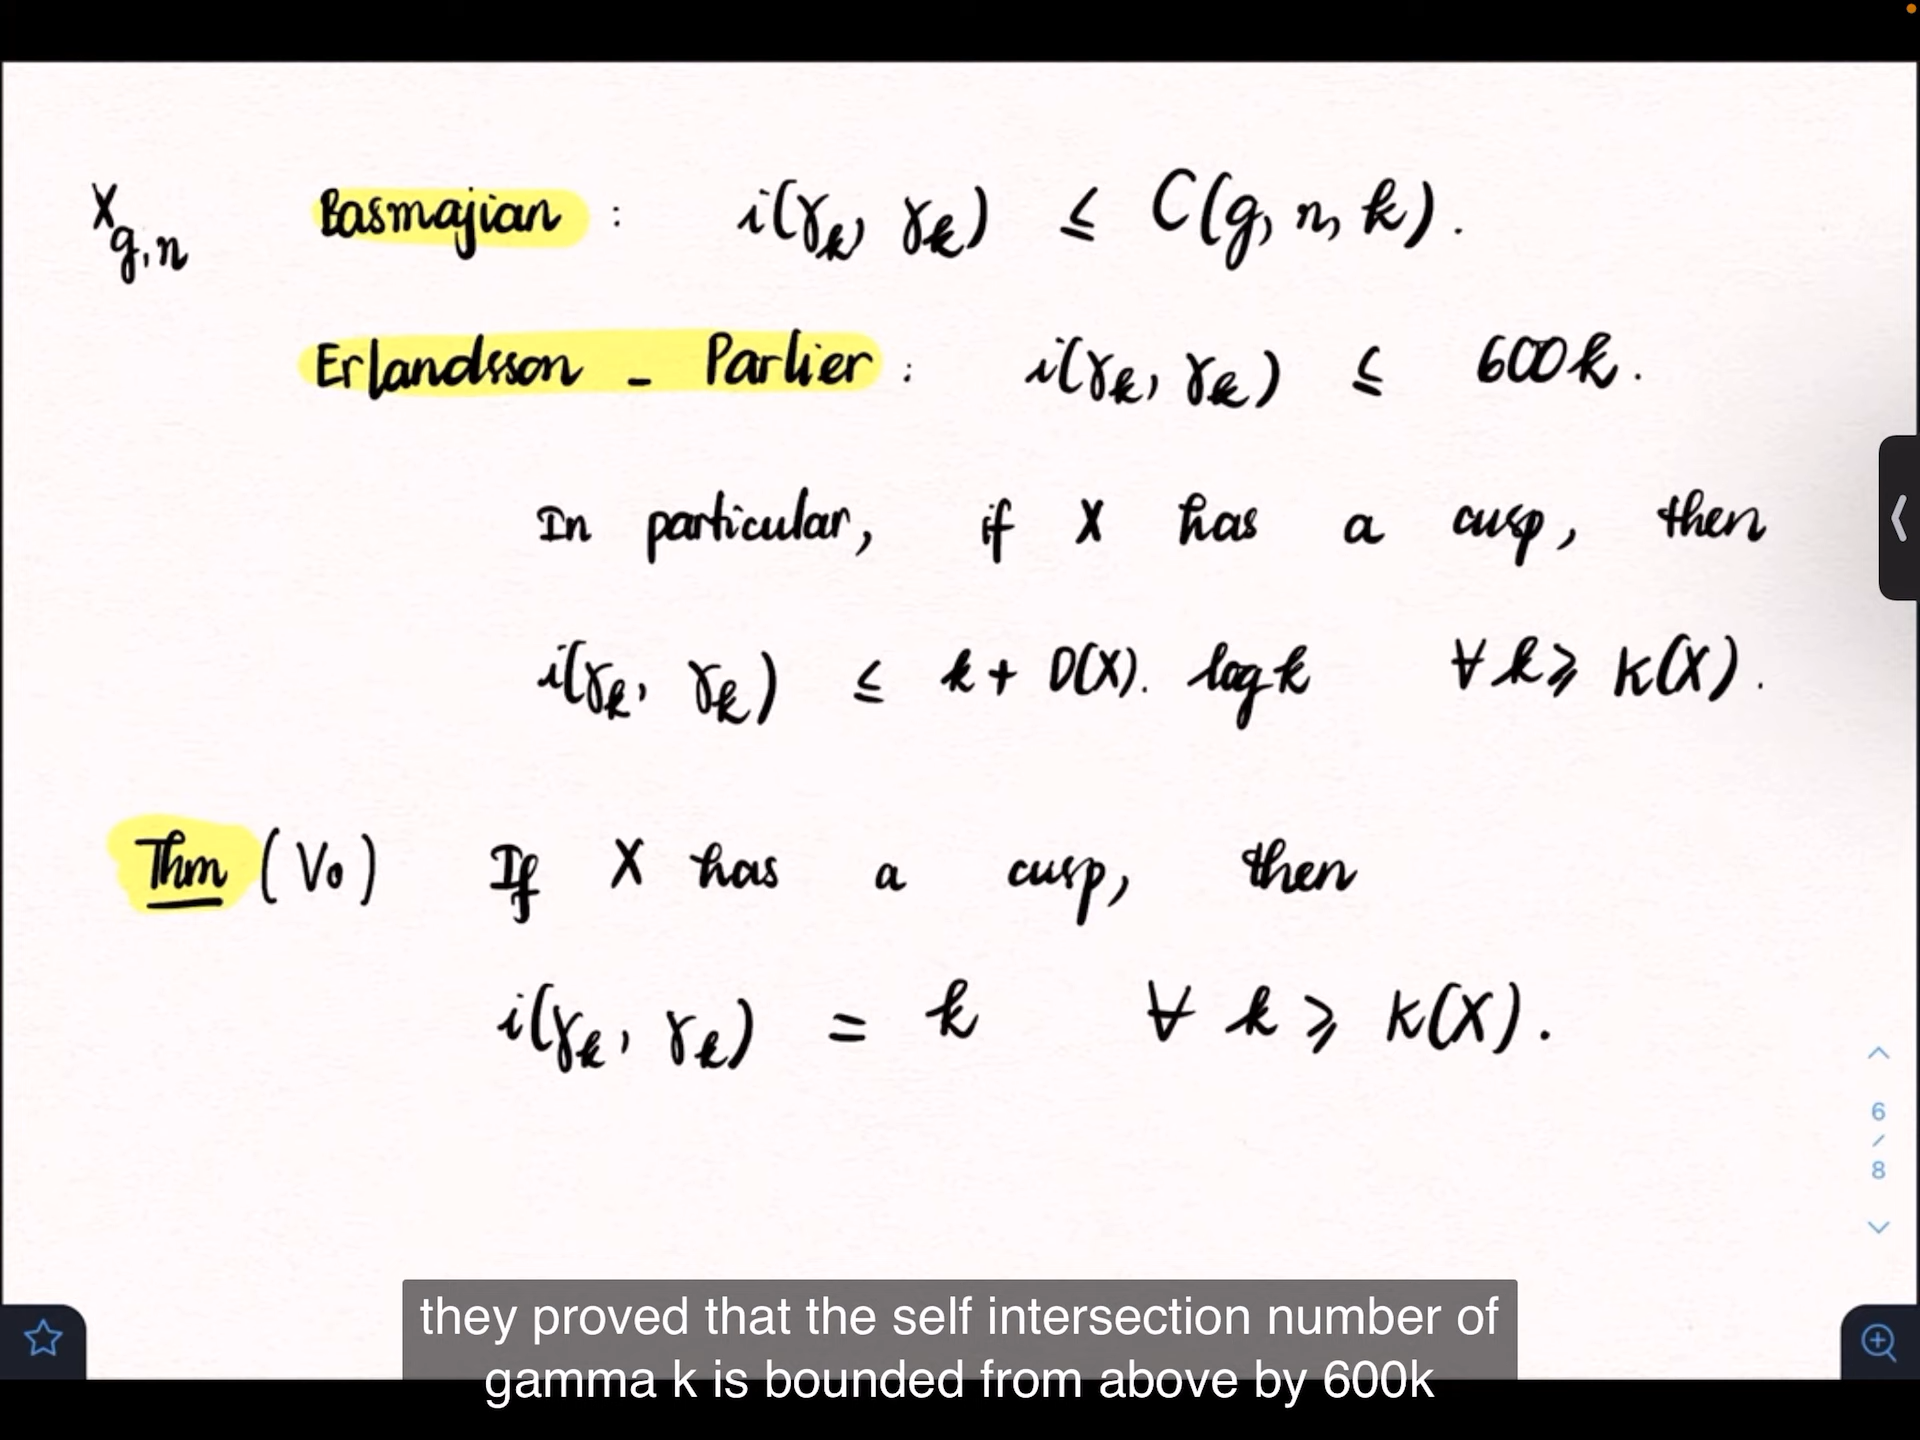 X_{g,n} Basmajian : i(γ_k, γ_k) ≤ C(g, n, k).
Erlandsson - Parlier : i(γ_k, γ_k) ≤ 600k.
In particular, if X has a cusp, then
i(γ_k, γ_k) ≤ k + D(X). log k ∀ k ⩾ K(X).
Thm (Vo) If X has a cusp, then
i(γ_k, γ_k) = k ∀ k ⩾ K(X).
6
/
8
they proved that the self intersection number of
gamma k is bounded from above by 600k